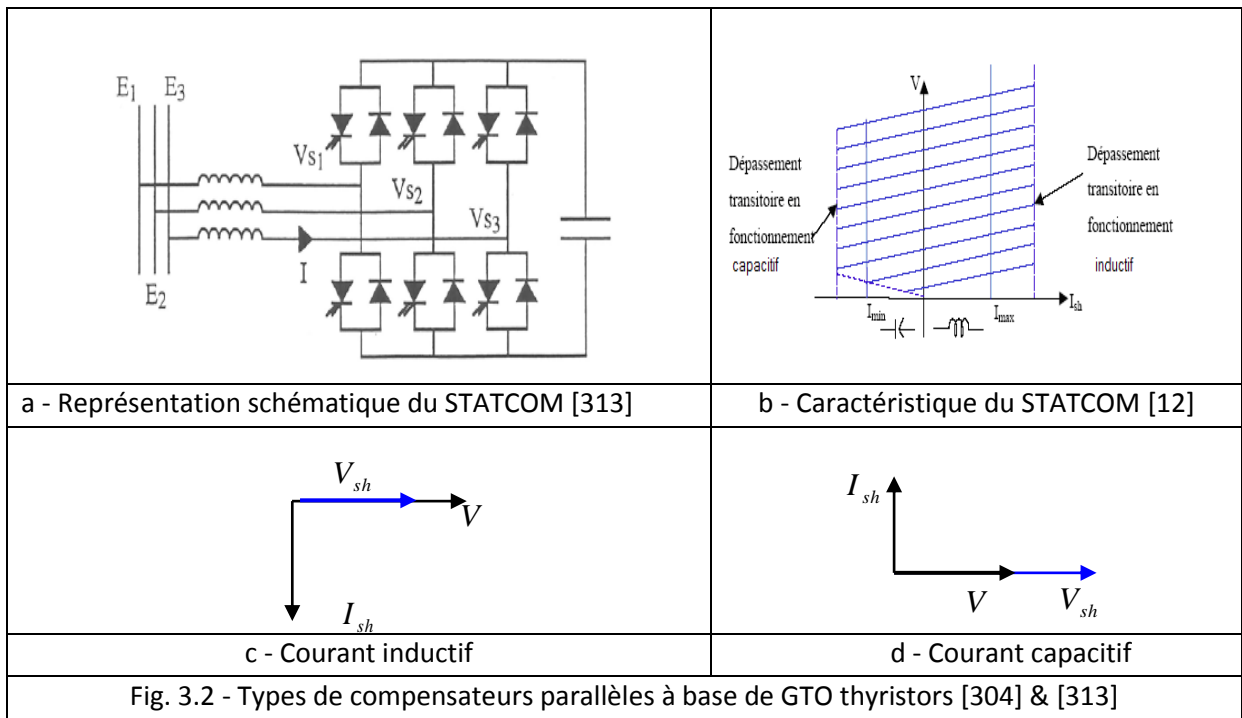 E1
E3
Vs1
Vs2
Vs3
I
E2
a - Représentation schématique du STATCOM [313]
V
Dépassement
transitoire en
fonctionnement
capacitif
Dépassement
transitoire en
fonctionnement
inductif
Imin
Imax
Ish
b - Caractéristique du STATCOM [12]
Vsh
V
Ish
c - Courant inductif
Ish
V
Vsh
d - Courant capacitif
Fig. 3.2 - Types de compensateurs parallèles à base de GTO thyristors [304] & [313]